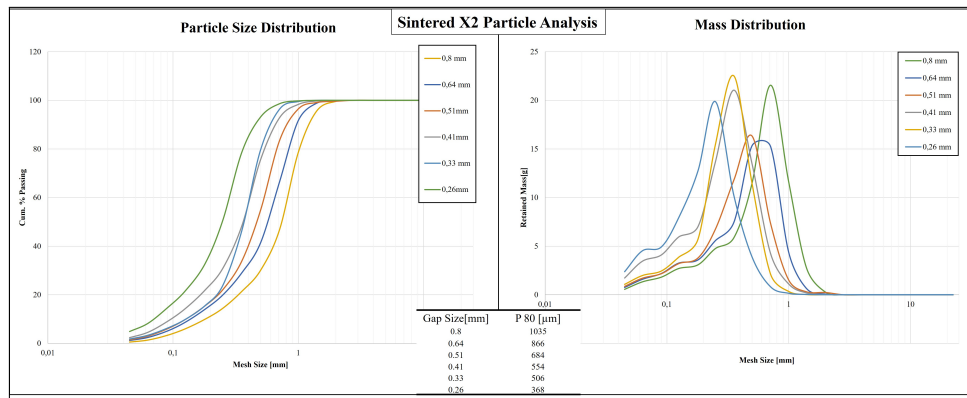 Sintered X2 Particle Analysis
Particle Size Distribution
120
100
80
60
40
20
0
0,01
0,1
1
Cum. % Passing
Mesh Size [mm]
0,8 mm
0,64 mm
0,51 mm
0,41mm
0,33 mm
0,26mm
Mass Distribution
25
20
15
10
5
0
0,01
0,1
1
10
Retained Mass[g]
Mesh Size [mm]
0,8 mm
0,64 mm
0,51 mm
0,41 mm
0,33 mm
0,26 mm
Gap Size[mm] P 80 [µm]
0.8 1035
0.64 866
0.51 684
0.41 554
0.33 506
0.26 368